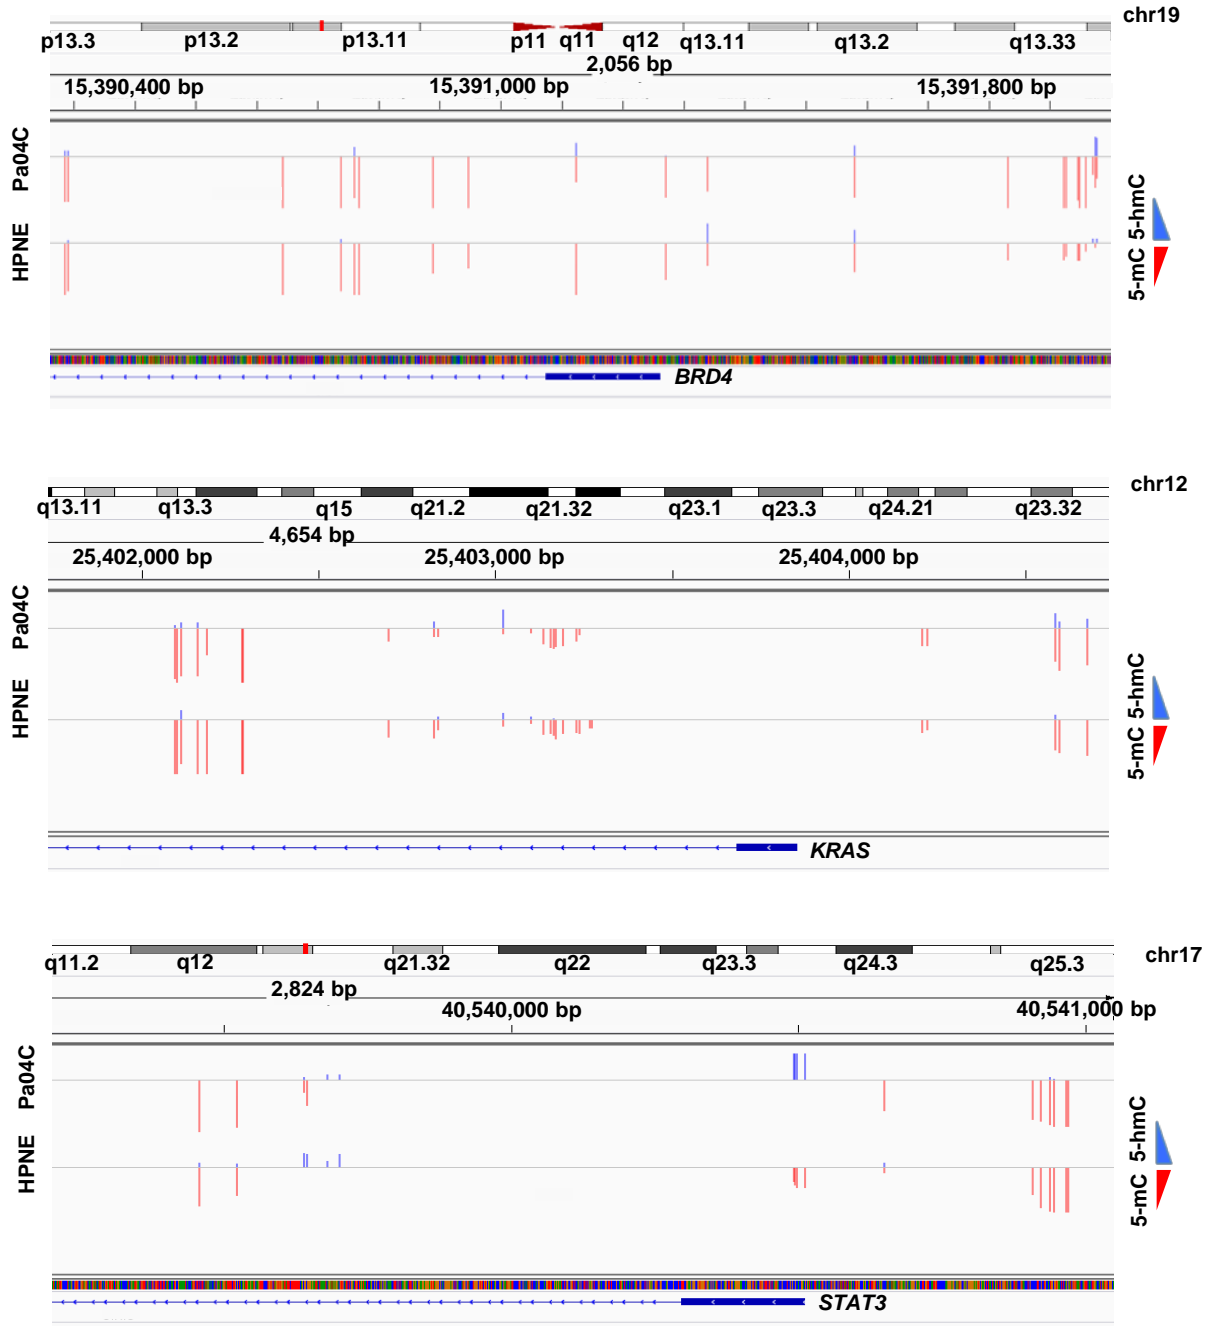 chr19
p13.3 p13.2 p13.11 p11 q11 q12 q13.11 q13.2 q13.33
2,056 bp
15,390,400 bp 15,391,000 bp 15,391,800 bp
Pa04C
HPNE
5-hmC
5-mC
BRD4
chr12
q13.11 q13.3 q15 q21.2 q21.32 q23.1 q23.3 q24.21 q23.32
4,654 bp
25,402,000 bp 25,403,000 bp 25,404,000 bp
Pa04C
HPNE
5-hmC
5-mC
KRAS
chr17
q11.2 q12 q21.32 q22 q23.3 q24.3 q25.3
2,824 bp
40,540,000 bp 40,541,000 bp
Pa04C
HPNE
5-hmC
5-mC
STAT3